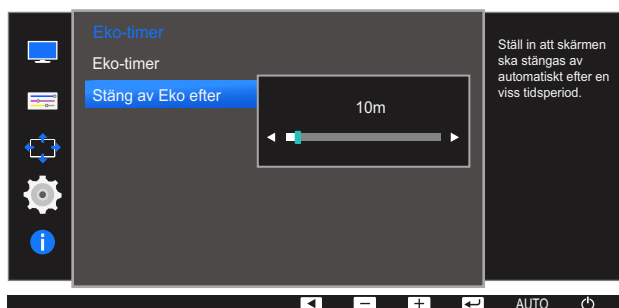 Eko-timer
Eko-timer
Stäng av Eko efter
10m
Ställ in att skärmen
ska stängas av
automatiskt efter en
viss tidsperiod.
AUTO